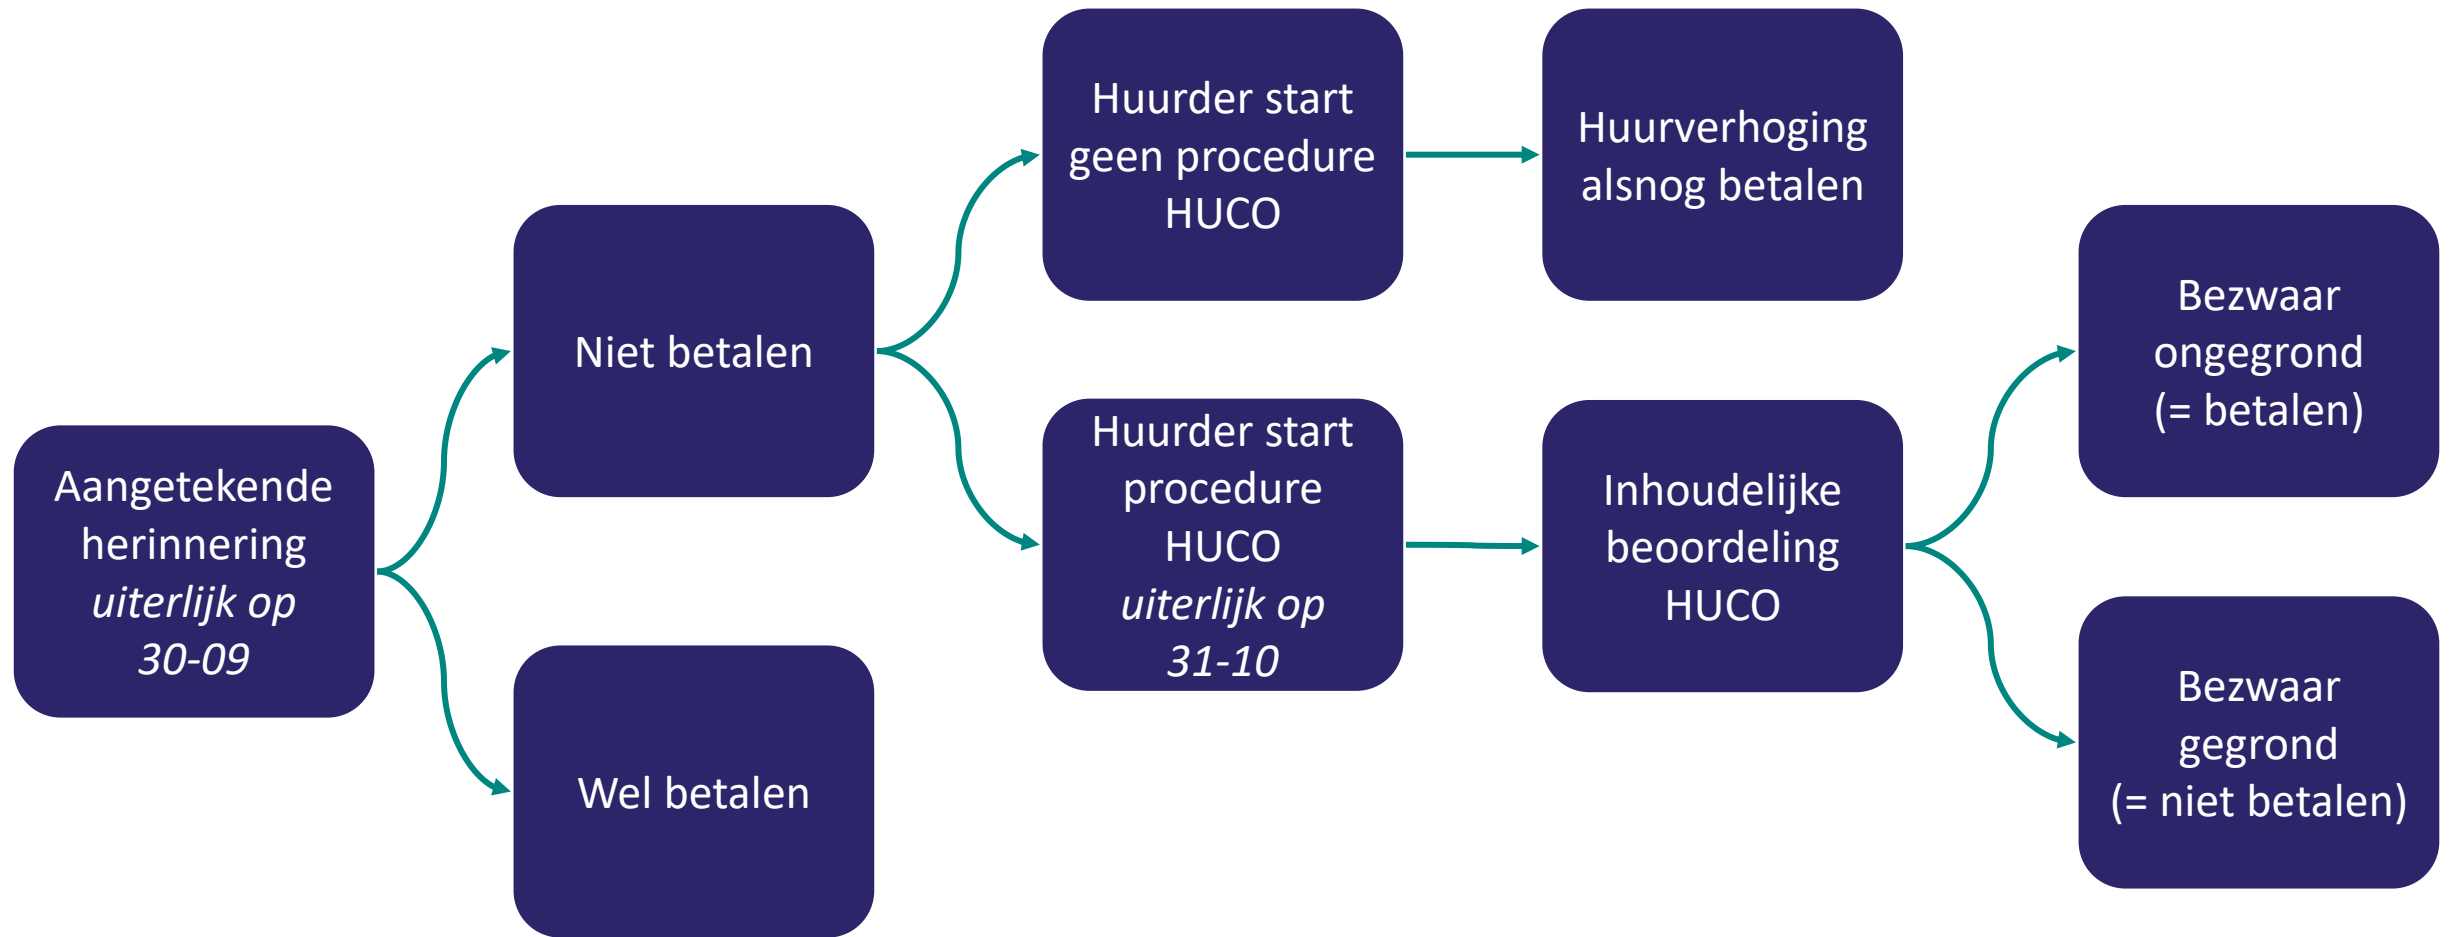 Aangetekende
herinnering
uiterlijk op
30-09
Niet betalen
Wel betalen
Huurder start
geen procedure
HUCO
Huurder start
procedure
HUCO
uiterlijk op
31-10
Huurverhoging
alsnog betalen
Inhoudelijke
beoordeling
HUCO
Bezwaar
ongegrond
(= betalen)
Bezwaar
gegrond
(= niet betalen)